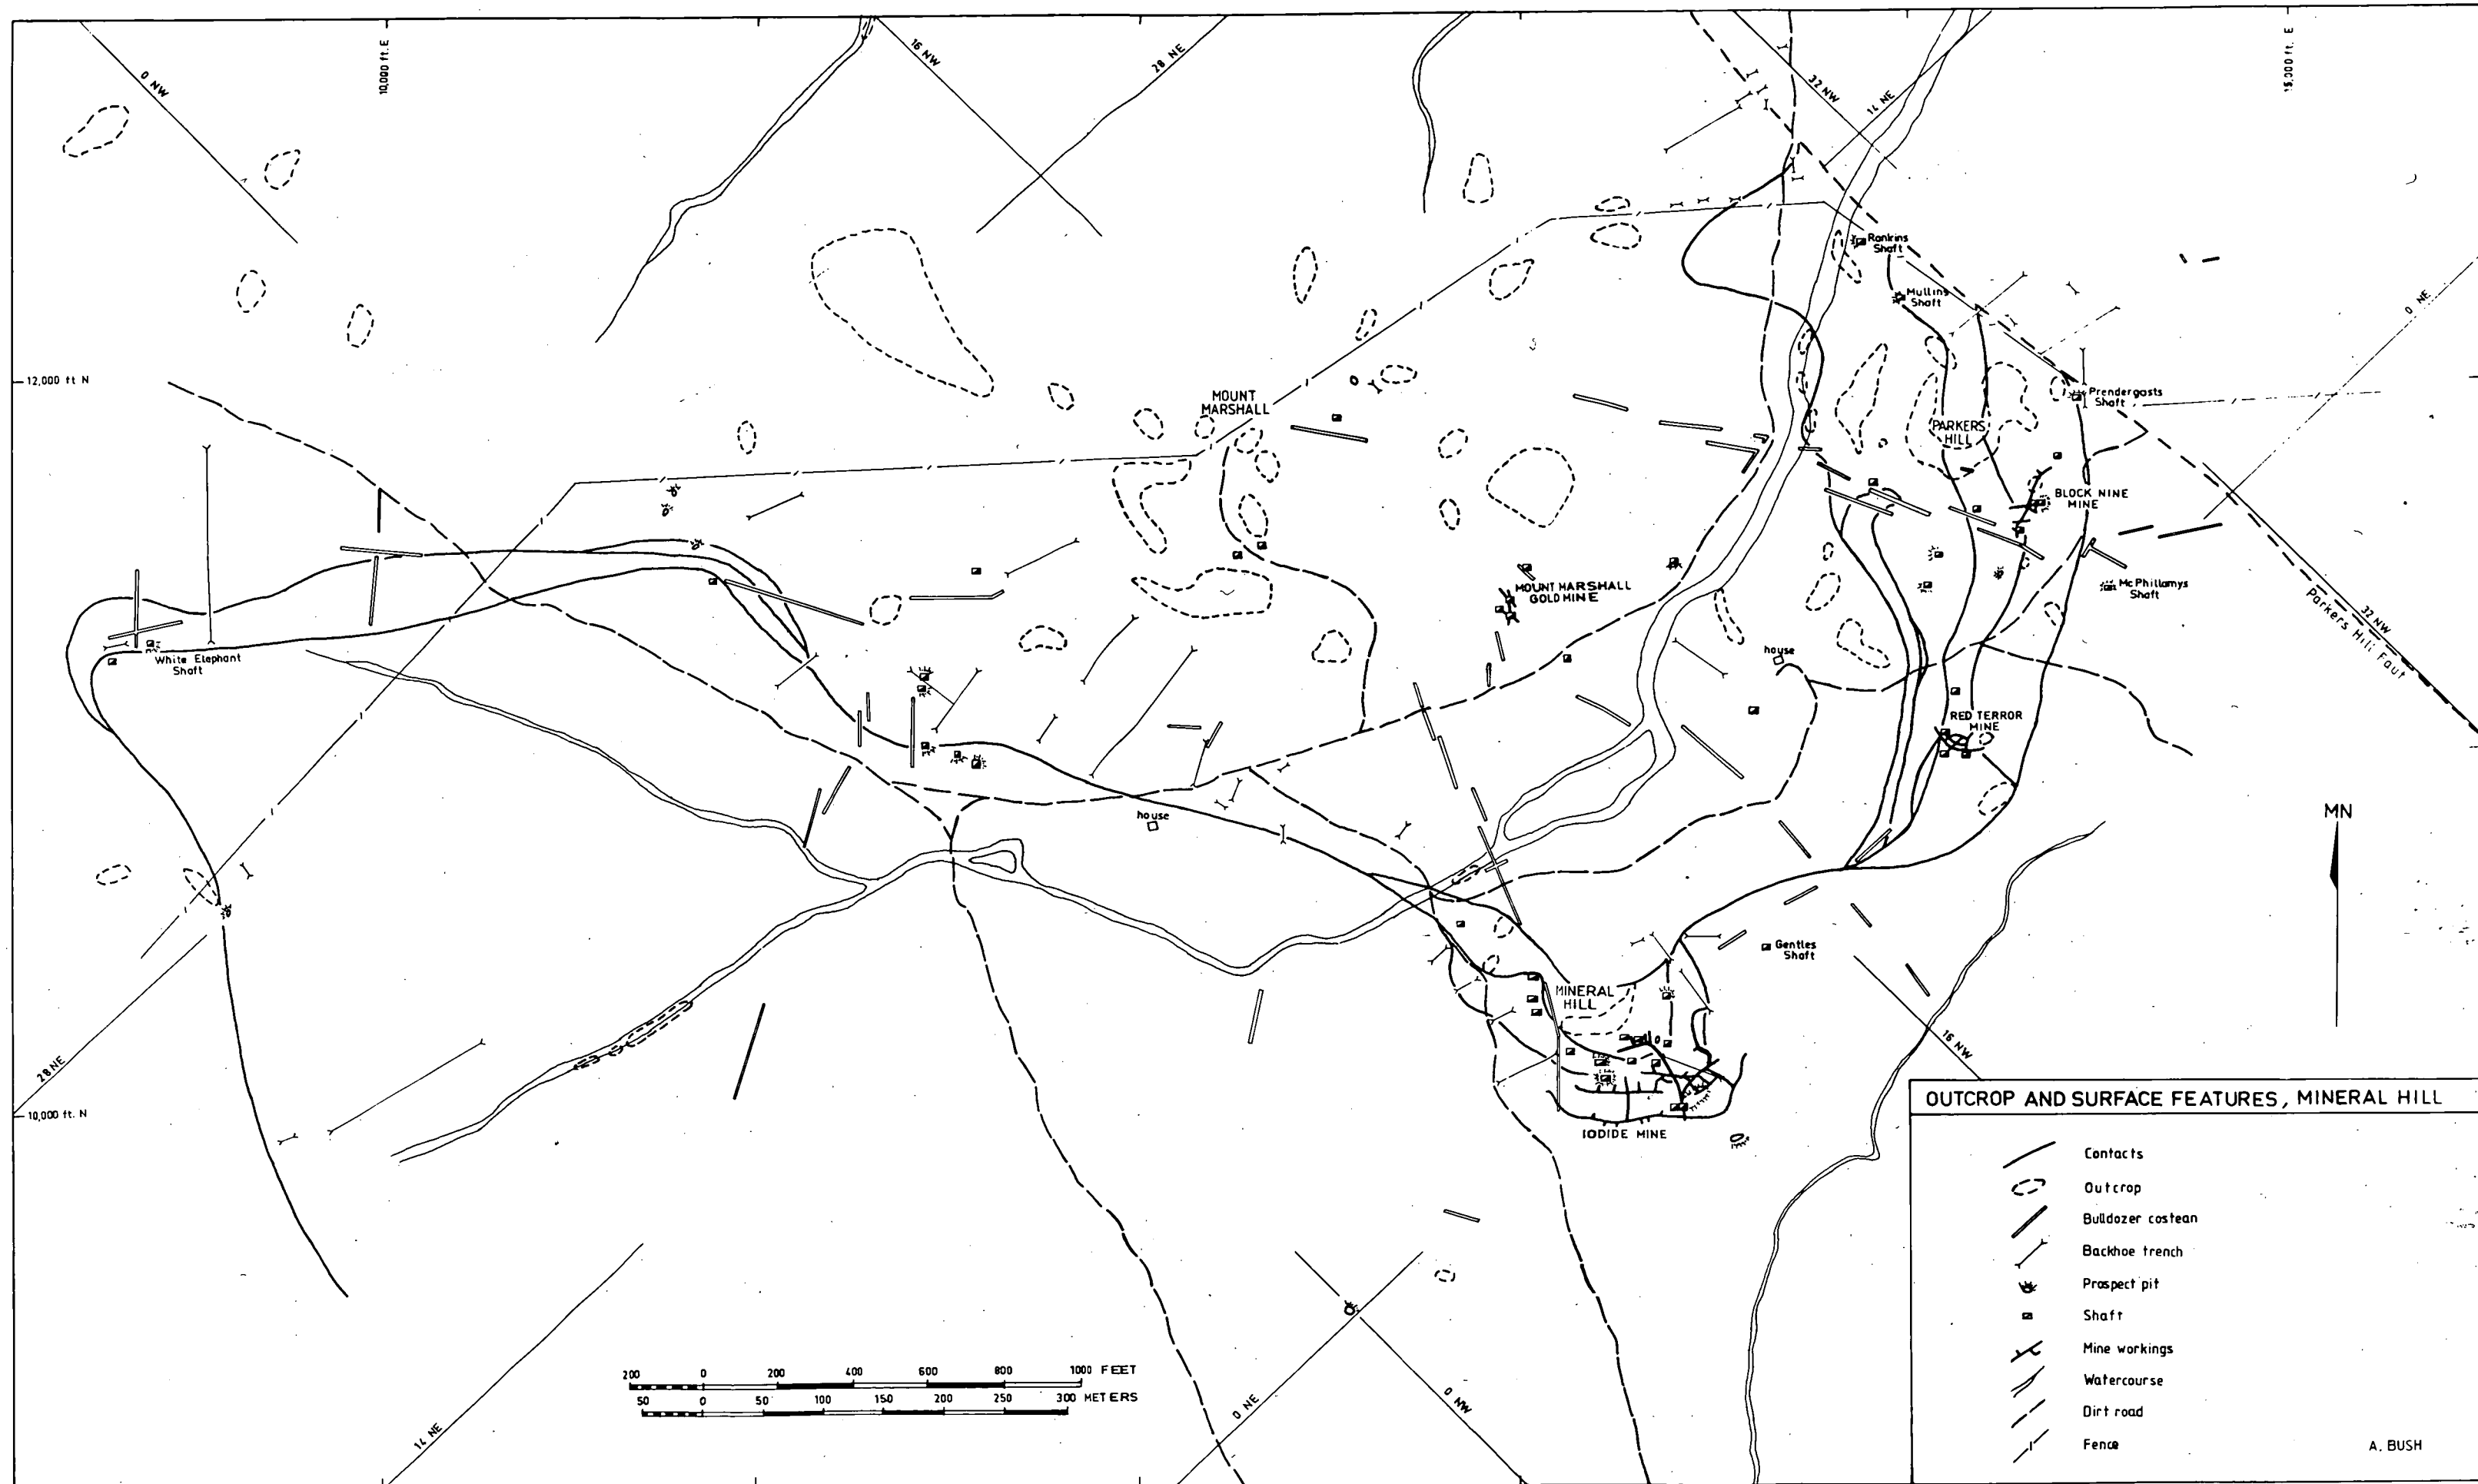 0 NW
10,000 ft. E
16 NW
28 NE
32 NW
14 NE
15,000 ft. E
Rankins
Shaft
Mullins
Shaft
0 NE
12,000 ft N
MOUNT
MARSHALL
Prendergasts
Shaft
PARKERS
HILL
BLOCK NINE
MINE
MOUNT MARSHALL
GOLD MINE
McPhillamys
Shaft
32 NW
Parkers Hill Faut
White Elephant
Shaft
house
RED TERROR
MINE
house
MN
Gentles
Shaft
MINERAL
HILL
16 NW
28 NE
10,000 ft. N
IODIDE MINE
OUTCROP AND SURFACE FEATURES, MINERAL HILL
Contacts
Outcrop
Bulldozer costean
Backhoe trench
Prospect pit
Shaft
Mine workings
Watercourse
Dirt road
Fence
A. BUSH
200 0 200 400 600 800 1000 FEET
50 0 50 100 150 200 250 300 METERS
14 NE
0 NE
0 NW